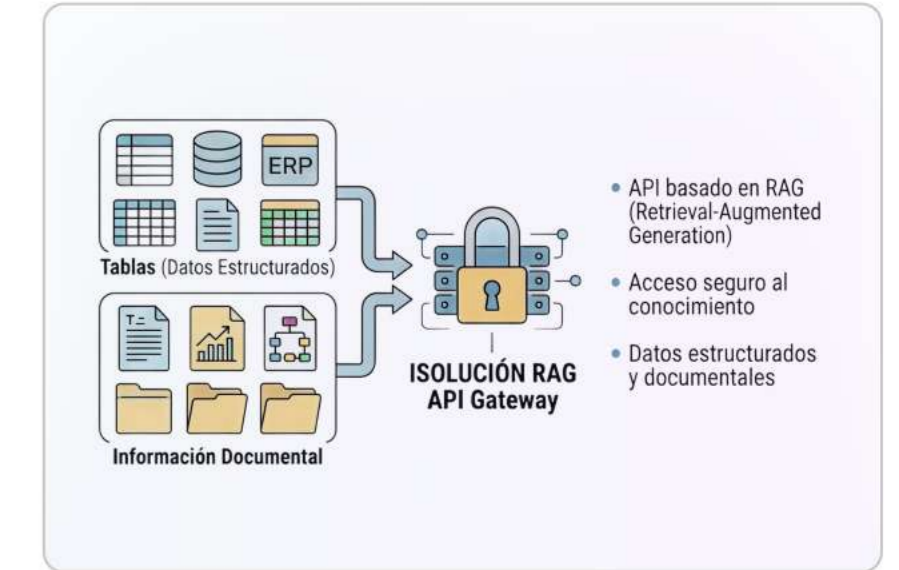 ERP
Tablas (Datos Estructurados)
T=
Información Documental
ISOLUCIÓN RAG
API Gateway
• API basado en RAG
(Retrieval-Augmented
Generation)
• Acceso seguro al
conocimiento
• Datos estructurados
y documentales